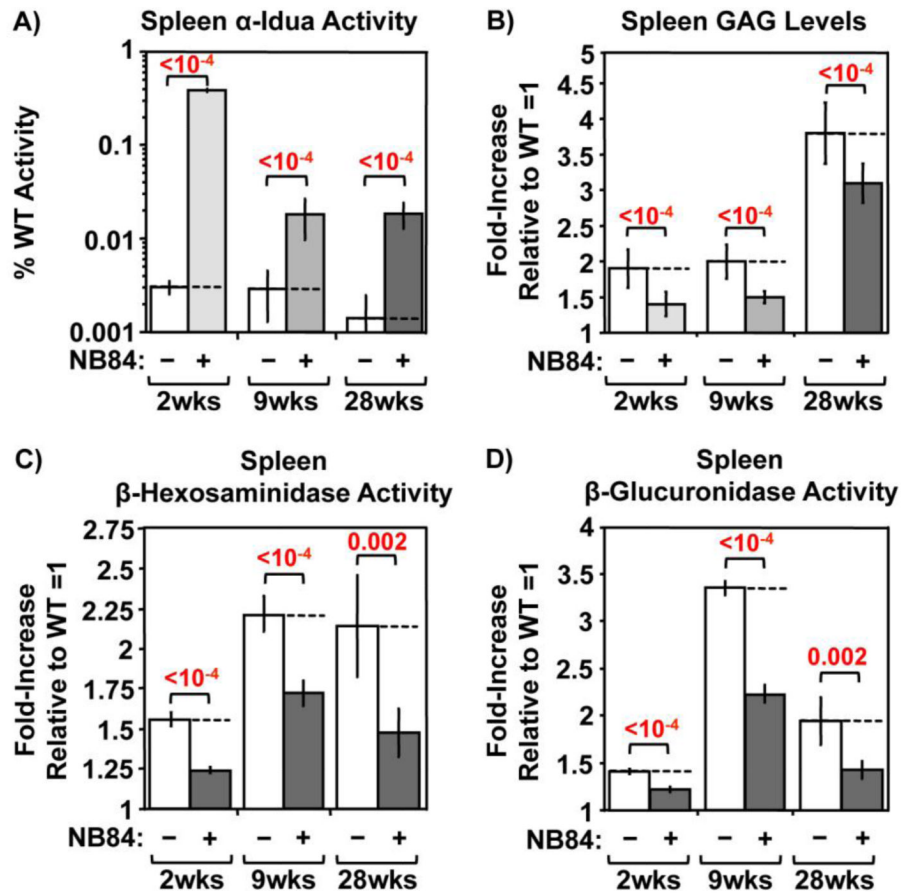 A) Spleen α-Idua Activity
% WT Activity
1
0.1
0.01
0.001
<10⁻⁴
<10⁻⁴
<10⁻⁴
NB84: − + − + − +
2wks 9wks 28wks
B) Spleen GAG Levels
Fold-Increase
Relative to WT =1
5
4.5
4
3.5
3
2.5
2
1.5
1
<10⁻⁴
<10⁻⁴
<10⁻⁴
NB84: − + − + − +
2wks 9wks 28wks
C) Spleen
β-Hexosaminidase Activity
Fold-Increase
Relative to WT =1
2.75
2.5
2.25
2
1.75
1.5
1.25
1
<10⁻⁴
<10⁻⁴
0.002
NB84: − + − + − +
2wks 9wks 28wks
D) Spleen
β-Glucuronidase Activity
Fold-Increase
Relative to WT =1
4
3.5
3
2.5
2
1.5
1
<10⁻⁴
<10⁻⁴
0.002
NB84: − + − + − +
2wks 9wks 28wks